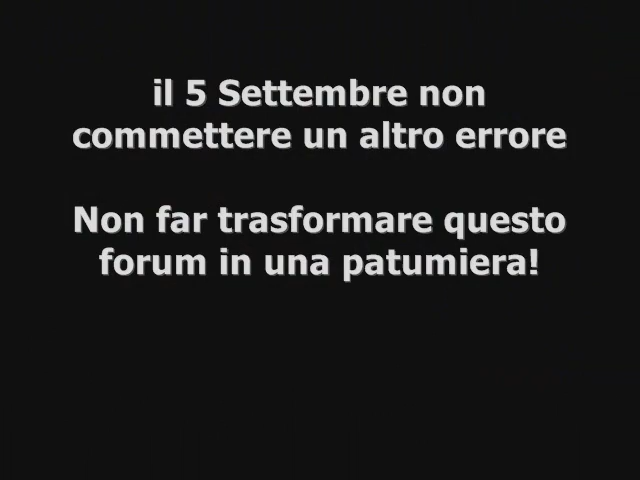 il 5 Settembre non
commettere un altro errore
Non far trasformare questo
forum in una patumiera!